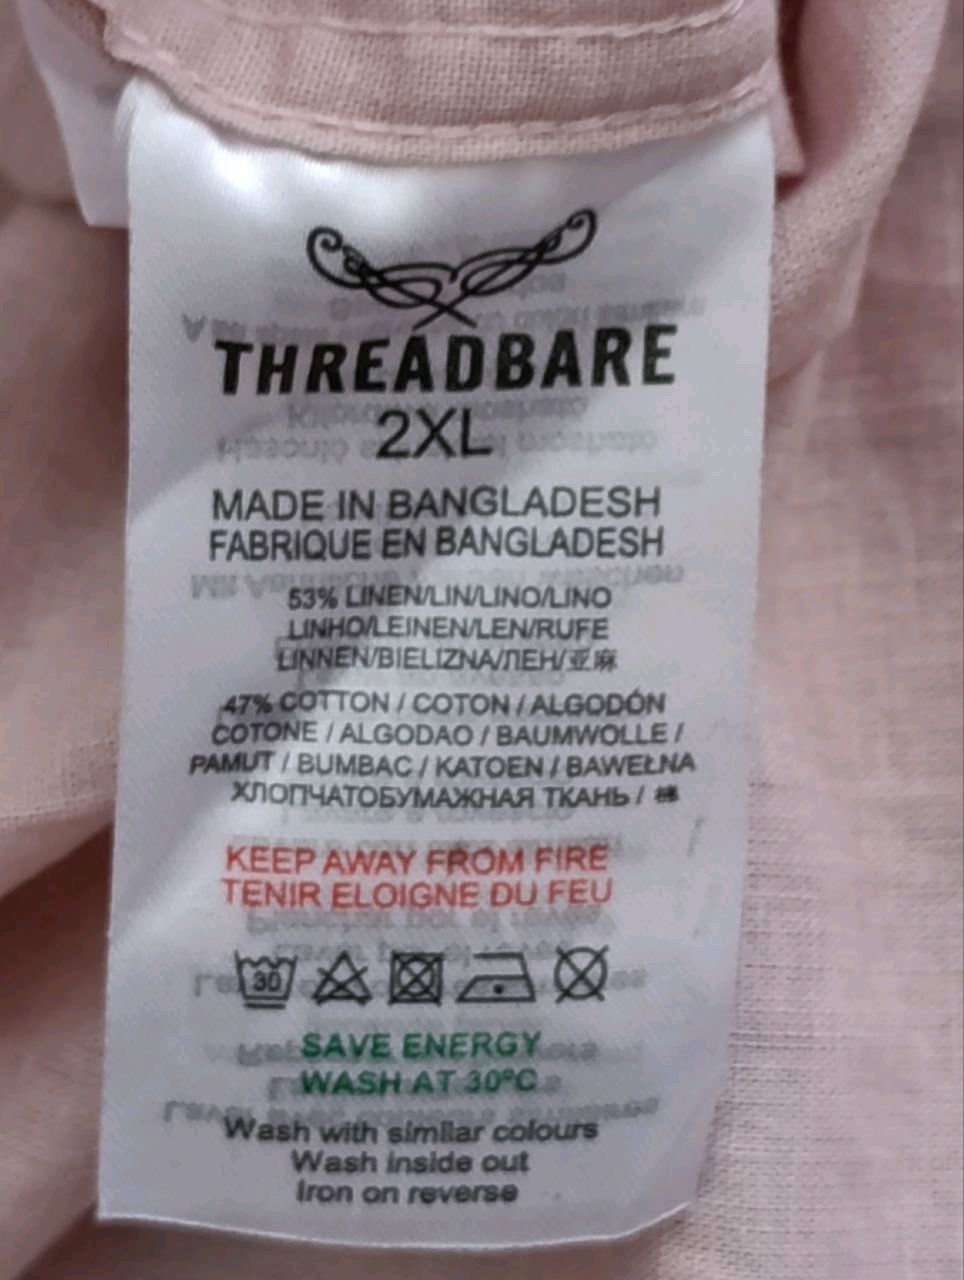 THREADBARE
2XL
MADE IN BANGLADESH
FABRIQUE EN BANGLADESH
53% LINEN/LIN/LINO/LINO
LINHO/LEINEN/LEN/RUFE
LINNEN/BIELIZNA/ЛЕН/亚麻
47% COTTON / COTON / ALGODÓN
COTONE / ALGODAO / BAUMWOLLE /
PAMUT / BUMBAC / KATOEN / BAWEŁNA
ХЛОПЧАТОБУМАЖНАЯ ТКАНЬ /
KEEP AWAY FROM FIRE
TENIR ELOIGNE DU FEU
30
SAVE ENERGY
WASH AT 30ºC
Wash with similar colours
Wash inside out
Iron on reverse